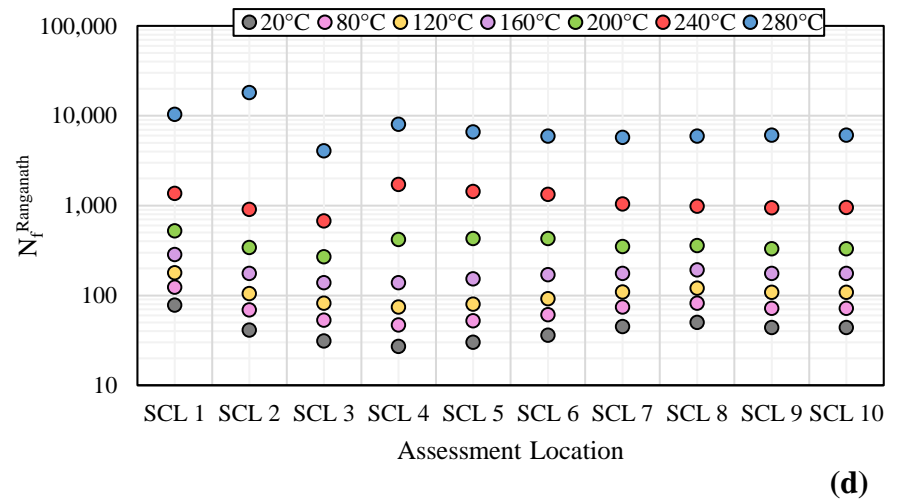 20°C 80°C 120°C 160°C 200°C 240°C 280°C
100,000
10,000
1,000
100
10
N_f^Ranganath
SCL 1 SCL 2 SCL 3 SCL 4 SCL 5 SCL 6 SCL 7 SCL 8 SCL 9 SCL 10
Assessment Location
(d)